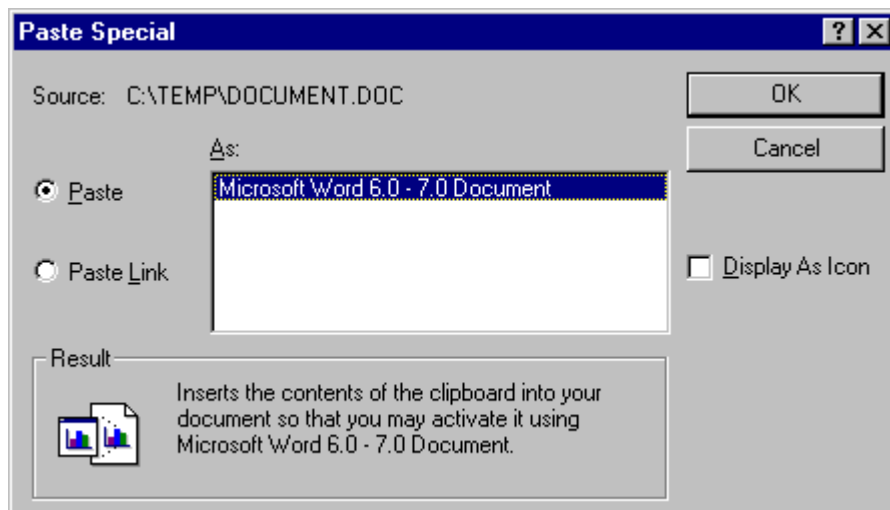 Paste Special
Source: C:\TEMP\DOCUMENT.DOC
OK
Cancel
As:
Paste
Microsoft Word 6.0 - 7.0 Document
Paste Link
Display As Icon
Result
Inserts the contents of the clipboard into your
document so that you may activate it using
Microsoft Word 6.0 - 7.0 Document.